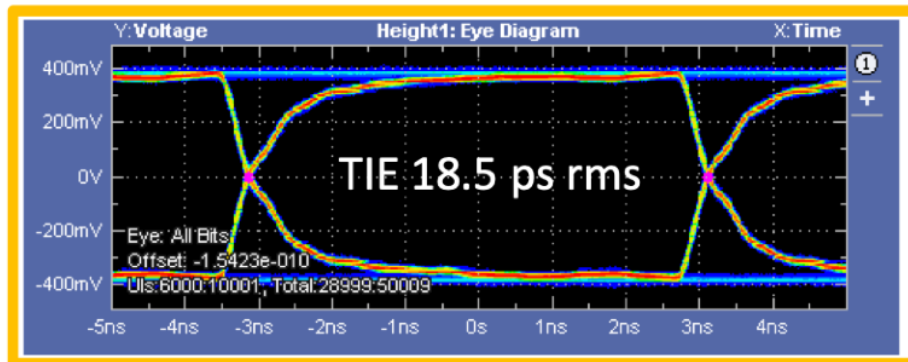 Y:Voltage Height1: Eye Diagram X:Time
400mV
200mV
0V
-200mV
-400mV
1
+
TIE 18.5 ps rms
Eye: All Bits
Offset: -1.5423e-010
UIs:6000:10001, Total:28999:50009
-5ns -4ns -3ns -2ns -1ns 0s 1ns 2ns 3ns 4ns